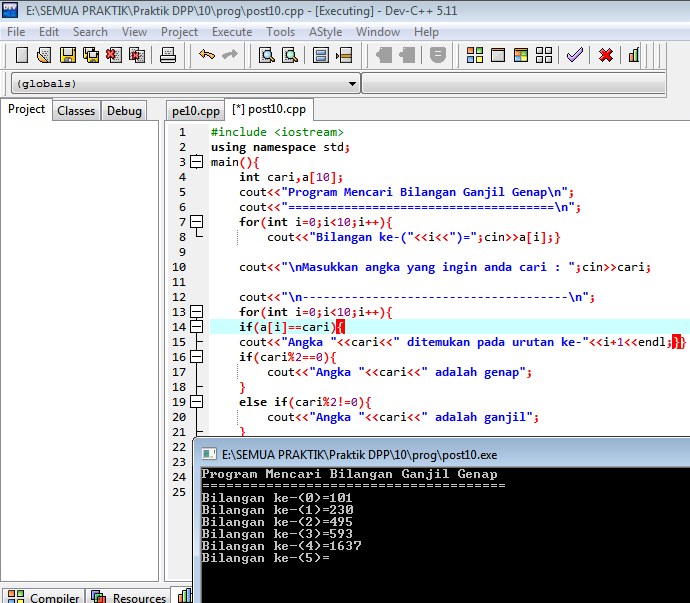 E:\SEMUA PRAKTIK\Praktik DPP\10\prog\post10.cpp - [Executing] - Dev-C++ 5.11
File Edit Search View Project Execute Tools AStyle Window Help
(globals)
Project Classes Debug
pe10.cpp [*] post10.cpp
1 #include <iostream>
2 using namespace std;
3 main(){
4 int cari,a[10];
5 cout<<"Program Mencari Bilangan Ganjil Genap\n";
6 cout<<"======================================\n";
7 for(int i=0;i<10;i++){
8 cout<<"Bilangan ke-("<<i<<")=";cin>>a[i];}
9
10 cout<<"\nMasukkan angka yang ingin anda cari : ";cin>>cari;
11
12 cout<<"\n--------------------------------------\n";
13 for(int i=0;i<10;i++){
14 if(a[i]==cari){
15 cout<<"Angka "<<cari<<" ditemukan pada urutan ke-"<<i+1<<endl;}}
16 if(cari%2==0){
17 cout<<"Angka "<<cari<<" adalah genap";
18 }
19 else if(cari%2!=0){
20 cout<<"Angka "<<cari<<" adalah ganjil";
21 }
22
23
24
25
E:\SEMUA PRAKTIK\Praktik DPP\10\prog\post10.exe
Program Mencari Bilangan Ganjil Genap
======================================
Bilangan ke-(0)=101
Bilangan ke-(1)=230
Bilangan ke-(2)=495
Bilangan ke-(3)=593
Bilangan ke-(4)=1637
Bilangan ke-(5)=
Compiler Resources